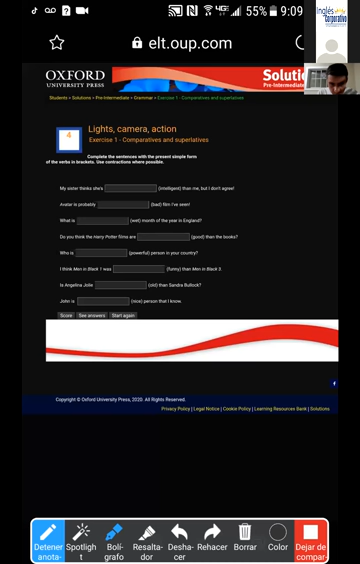 55% 9:09
elt.oup.com
Inglés
Corporativo
OXFORD
UNIVERSITY PRESS
Solutio
Pre-Intermediate
Students » Solutions » Pre-Intermediate » Grammar » Exercise 1 - Comparatives and superlatives
4
Lights, camera, action
Exercise 1 - Comparatives and superlatives
Complete the sentences with the present simple form
of the verbs in brackets. Use contractions where possible.
My sister thinks she's (intelligent) than me, but I don't agree!
Avatar is probably (bad) film I've seen!
What is (wet) month of the year in England?
Do you think the Harry Potter films are (good) than the books?
Who is (powerful) person in your country?
I think Men in Black 1 was (funny) than Men in Black 3.
Is Angelina Jolie (old) than Sandra Bullock?
John is (nice) person that I know.
Score See answers Start again
f
Copyright © Oxford University Press, 2020. All Rights Reserved.
Privacy Policy | Legal Notice | Cookie Policy | Learning Resources Bank | Solutions
Detener anota- Spotligh t Bolí- grafo Resalta- dor Desha- cer Rehacer Borrar Color Dejar de compar-